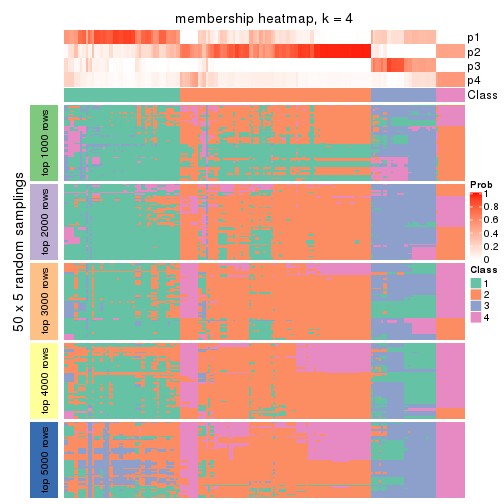 membership heatmap, k = 4
p1
p2
p3
p4
Class
50 x 5 random samplings
top 1000 rows
top 2000 rows
top 3000 rows
top 4000 rows
top 5000 rows
Prob
1
0.8
0.6
0.4
0.2
0
Class
1
2
3
4